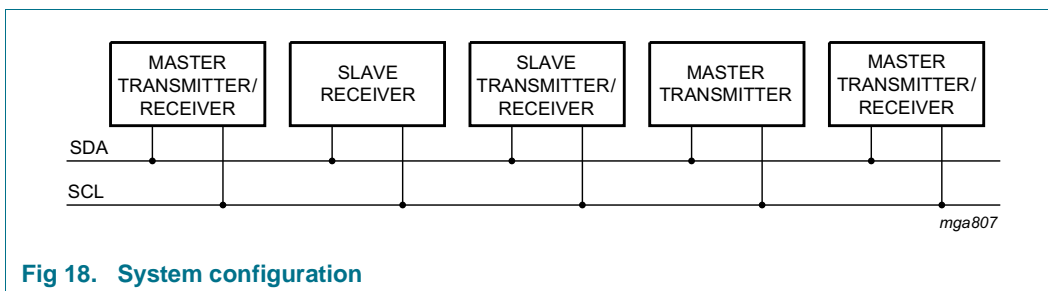 MASTER
TRANSMITTER/
RECEIVER
SLAVE
RECEIVER
SLAVE
TRANSMITTER/
RECEIVER
MASTER
TRANSMITTER
MASTER
TRANSMITTER/
RECEIVER
SDA
SCL
mga807
Fig 18. System configuration